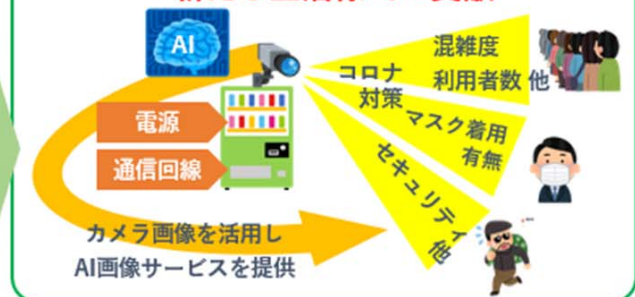 AI
混雑度
利用者数 他
コロナ
対策
マスク着用
有無
セキュリティ
他
電源
通信回線
カメラ画像を活用し
AI画像サービスを提供